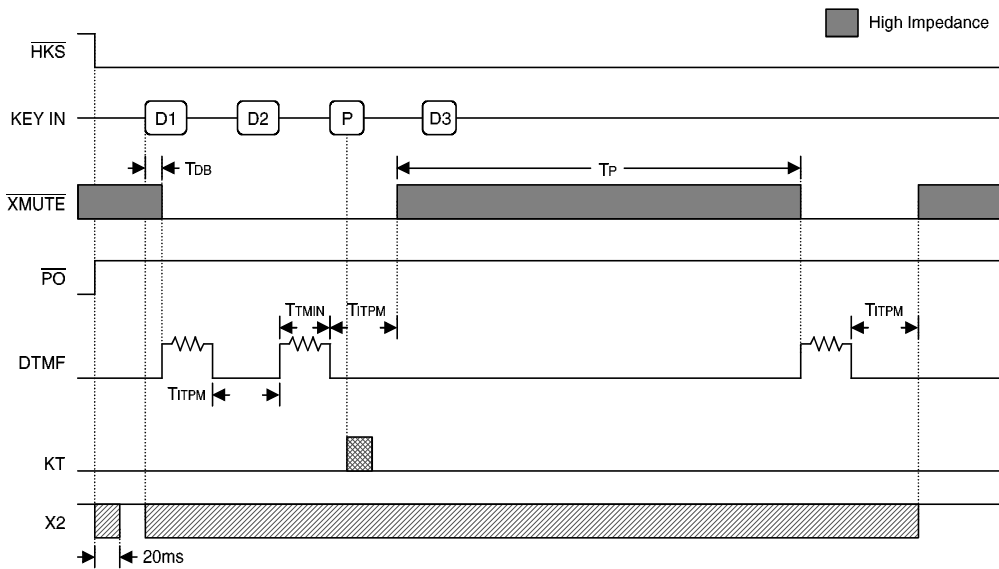 High Impedance
HKS
KEY IN
D1
D2
P
D3
TDB
TP
XMUTE
PO
TTMIN
TITPM
TITPM
DTMF
TITPM
KT
X2
20ms